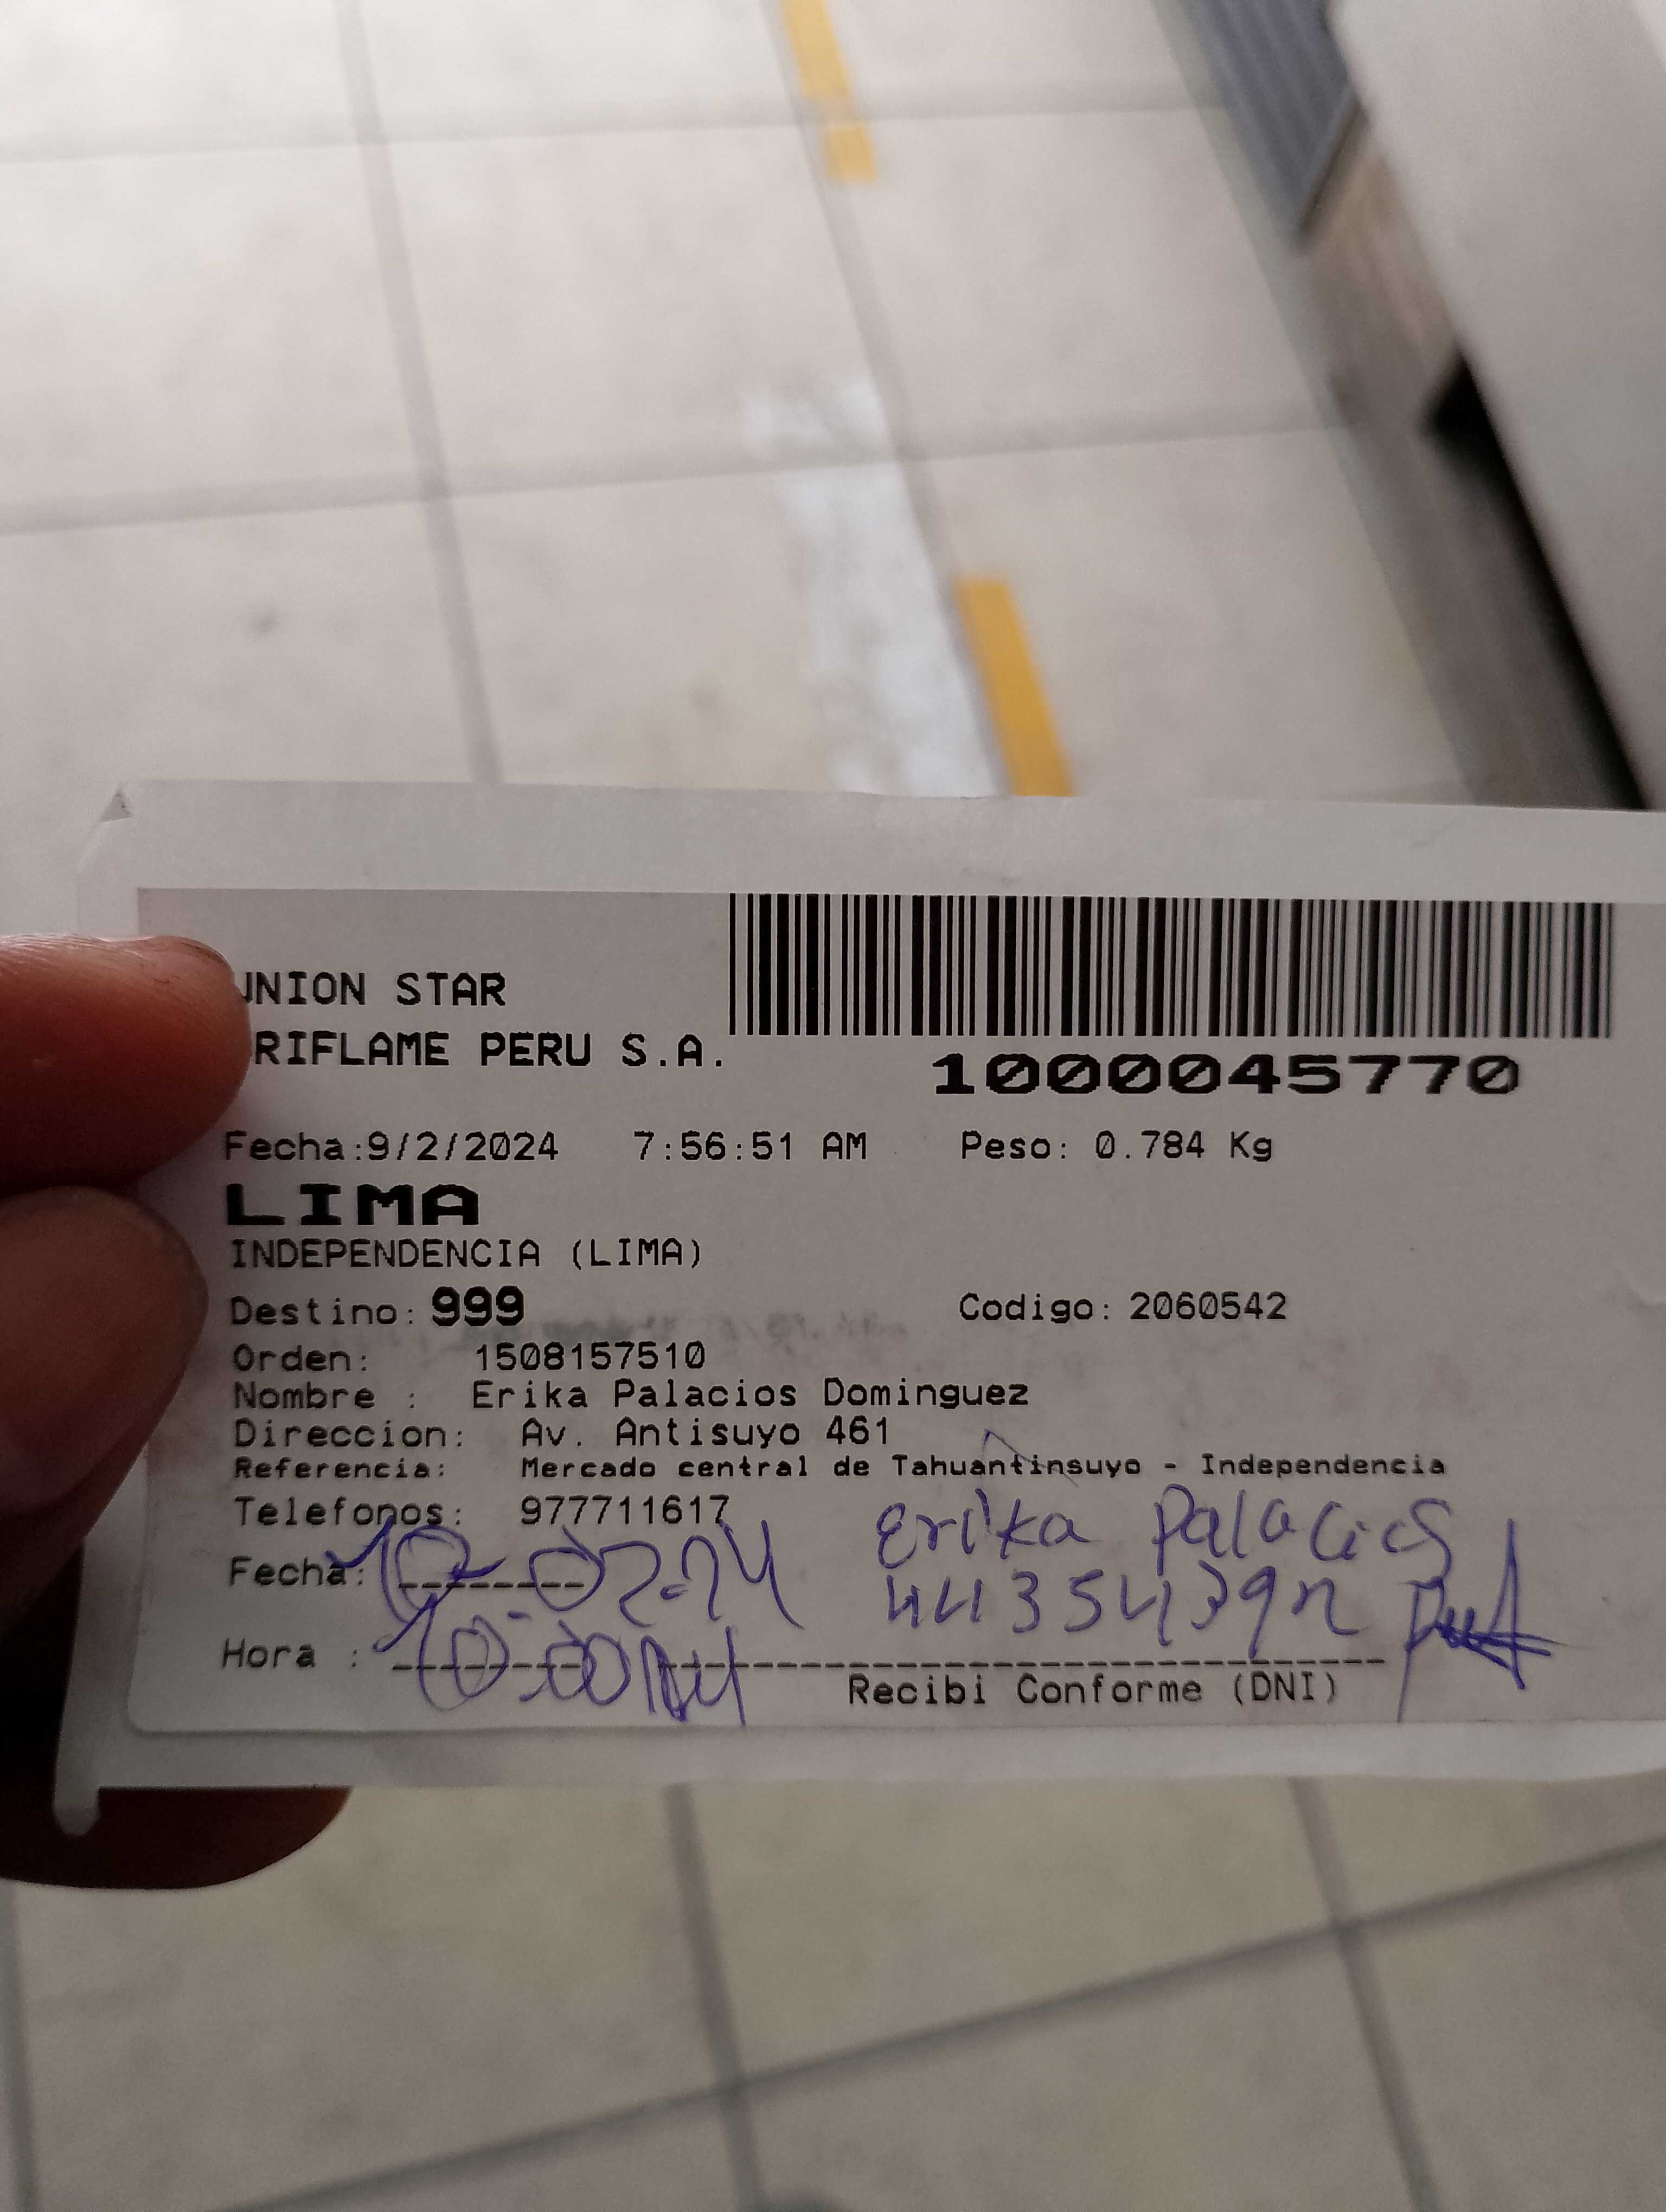 UNION STAR
RIFLAME PERU S.A.
1000045770
Fecha:9/2/2024 7:56:51 AM Peso: 0.784 Kg
LIMA
INDEPENDENCIA (LIMA)
Destino: 999 Codigo: 2060542
Orden: 1508157510
Nombre : Erika Palacios Dominguez
Direccion: Av. Antisuyo 461
Referencia: Mercado central de Tahuantinsuyo - Independencia
Telefonos: 977711617
Erika Palacios
Fecha: 10-02-24
Hora : 10:00AM
Recibi Conforme (DNI)